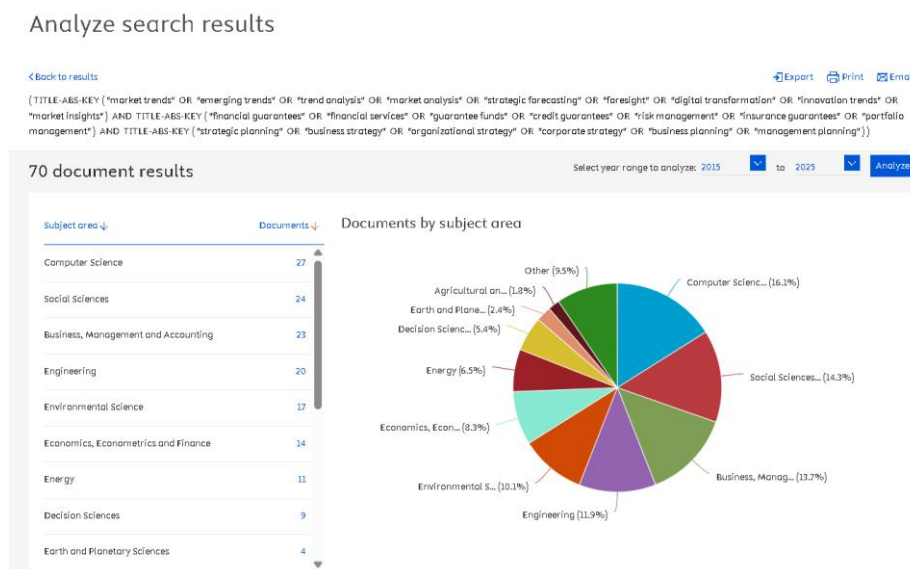 Analyze search results
Back to results
Export Print Emai
(TITLE-ABS-KEY ("market trends" OR "emerging trends" OR "trend analysis" OR "market analysis" OR "strategic forecasting" OR "foresight" OR "digital transformation" OR "innovation trends" OR
"market insights") AND TITLE-ABS-KEY ("financial guarantees" OR "financial services" OR "guarantee funds" OR "credit guarantees" OR "risk management" OR "insurance guarantees" OR "portfolio
management") AND TITLE-ABS-KEY ("strategic planning" OR "business strategy" OR "organizational strategy" OR "corporate strategy" OR "business planning" OR "management planning"))
70 document results
Select year range to analyze: 2015 to 2025 Analyze
Subject area Documents
Computer Science 27
Social Sciences 24
Business, Management and Accounting 23
Engineering 20
Environmental Science 17
Economics, Econometrics and Finance 14
Energy 11
Decision Sciences 9
Earth and Planetary Sciences 4
Documents by subject area
Other (9.5%)
Agricultural an... (1.8%)
Earth and Plane... (2.4%)
Decision Scienc... (5.4%)
Energy (6.5%)
Economics, Econ... (8.3%)
Environmental S... (10.1%)
Engineering (11.9%)
Business, Manag... (13.7%)
Social Sciences... (14.3%)
Computer Scienc... (16.1%)